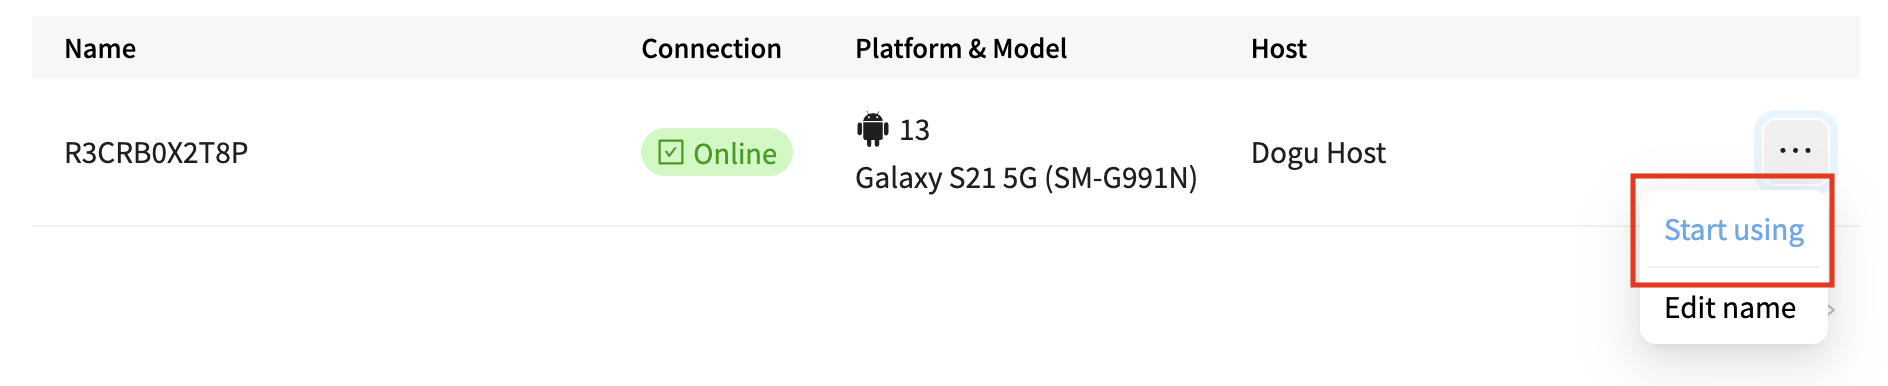 Name Connection Platform & Model Host
R3CRB0X2T8P Online 13 Dogu Host ...
Galaxy S21 5G (SM-G991N)
Start using
Edit name